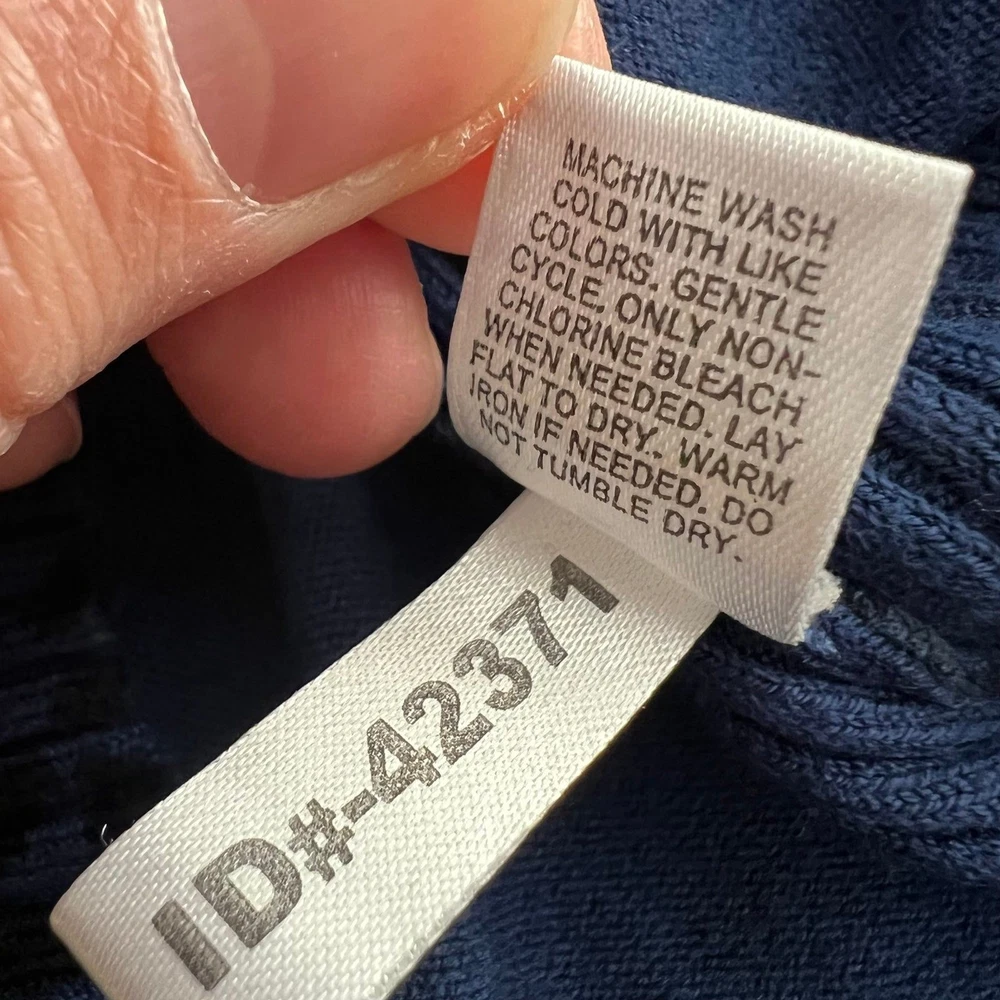 MACHINE WASH
COLD WITH LIKE
COLORS. GENTLE
CYCLE. ONLY NON-
CHLORINE BLEACH
WHEN NEEDED. LAY
FLAT TO DRY. WARM
IRON IF NEEDED. DO
NOT TUMBLE DRY.
ID#-42371